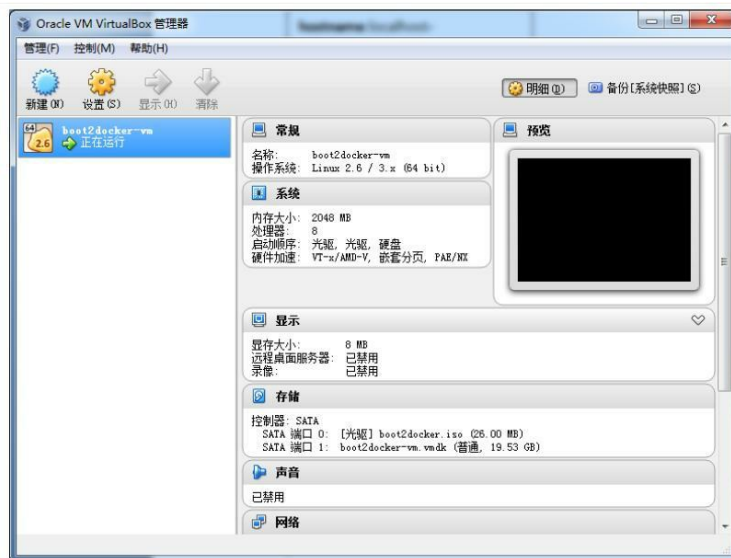 Oracle VM VirtualBox 管理器
管理(F) 控制(M) 帮助(H)
新建(N) 设置(S) 显示(H) 清除
明细(D) 备份[系统快照](S)
64
2.6
boot2docker-vm
正在运行
常规
名称: boot2docker-vm
操作系统: Linux 2.6 / 3.x (64 bit)
系统
内存大小: 2048 MB
处理器: 8
启动顺序: 光驱, 光驱, 硬盘
硬件加速: VT-x/AMD-V, 嵌套分页, PAE/NX
预览
显示
显存大小: 8 MB
远程桌面服务器: 已禁用
录像: 已禁用
存储
控制器: SATA
SATA 端口 0: [光驱] boot2docker.iso (26.00 MB)
SATA 端口 1: boot2docker-vm.vmdk (普通, 19.53 GB)
声音
已禁用
网络